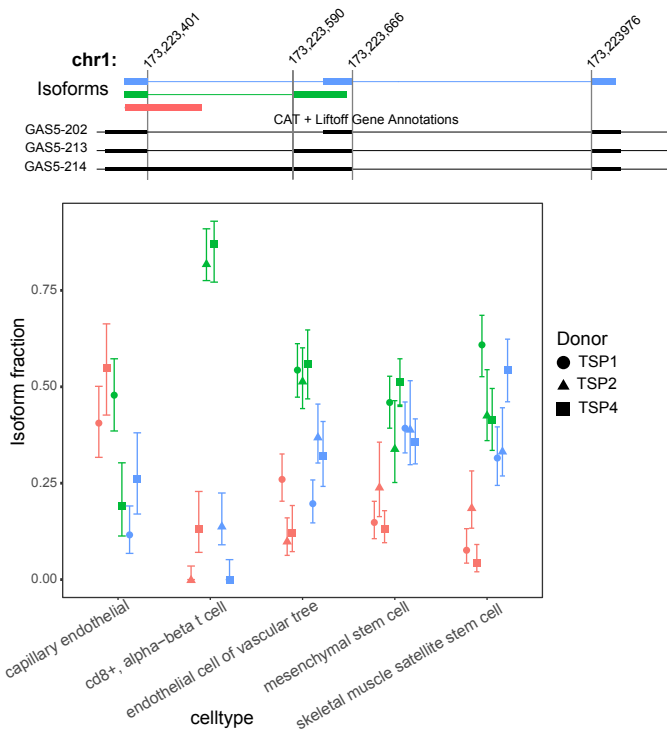 chr1:
173,223,401
173,223,590
173,223,666
173,223976
Isoforms
CAT + Liftoff Gene Annotations
GAS5-202
GAS5-213
GAS5-214
Isoform fraction
0.75
0.50
0.25
0.00
capillary endothelial
cd8+, alpha−beta t cell
endothelial cell of vascular tree
mesenchymal stem cell
skeletal muscle satellite stem cell
celltype
Donor
TSP1
TSP2
TSP4